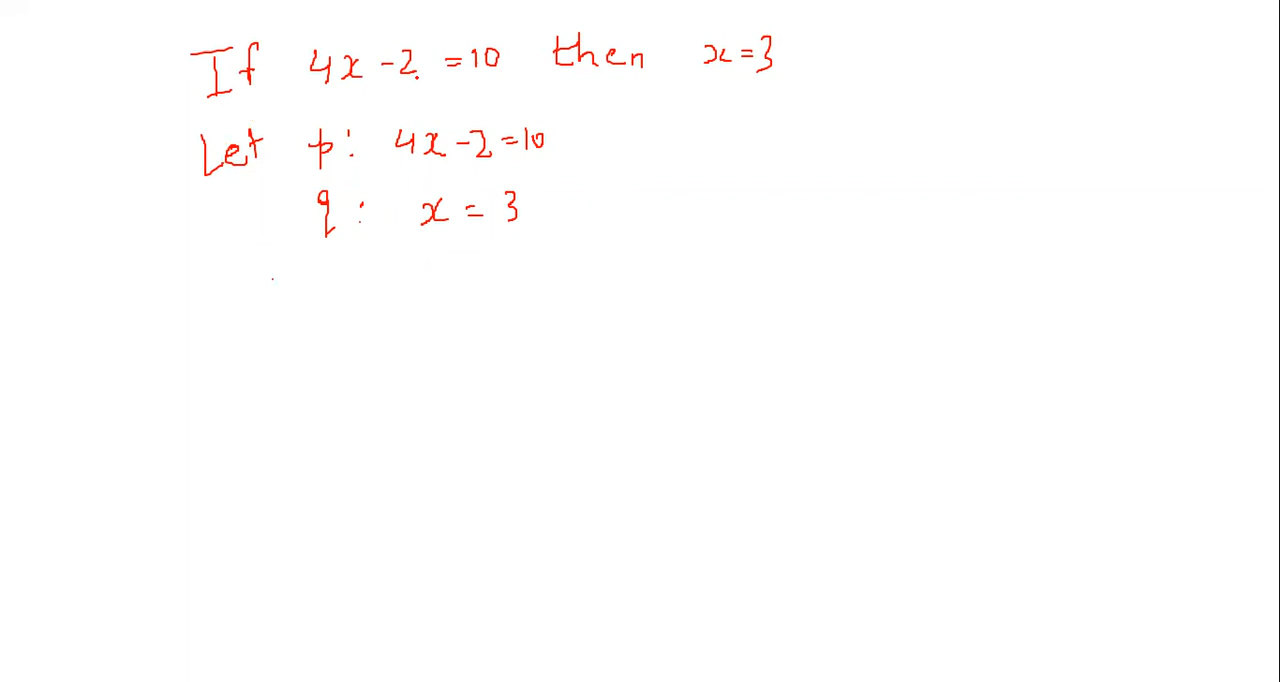 If 4x - 2 = 10 then x = 3
Let p: 4x - 2 = 10
q: x = 3